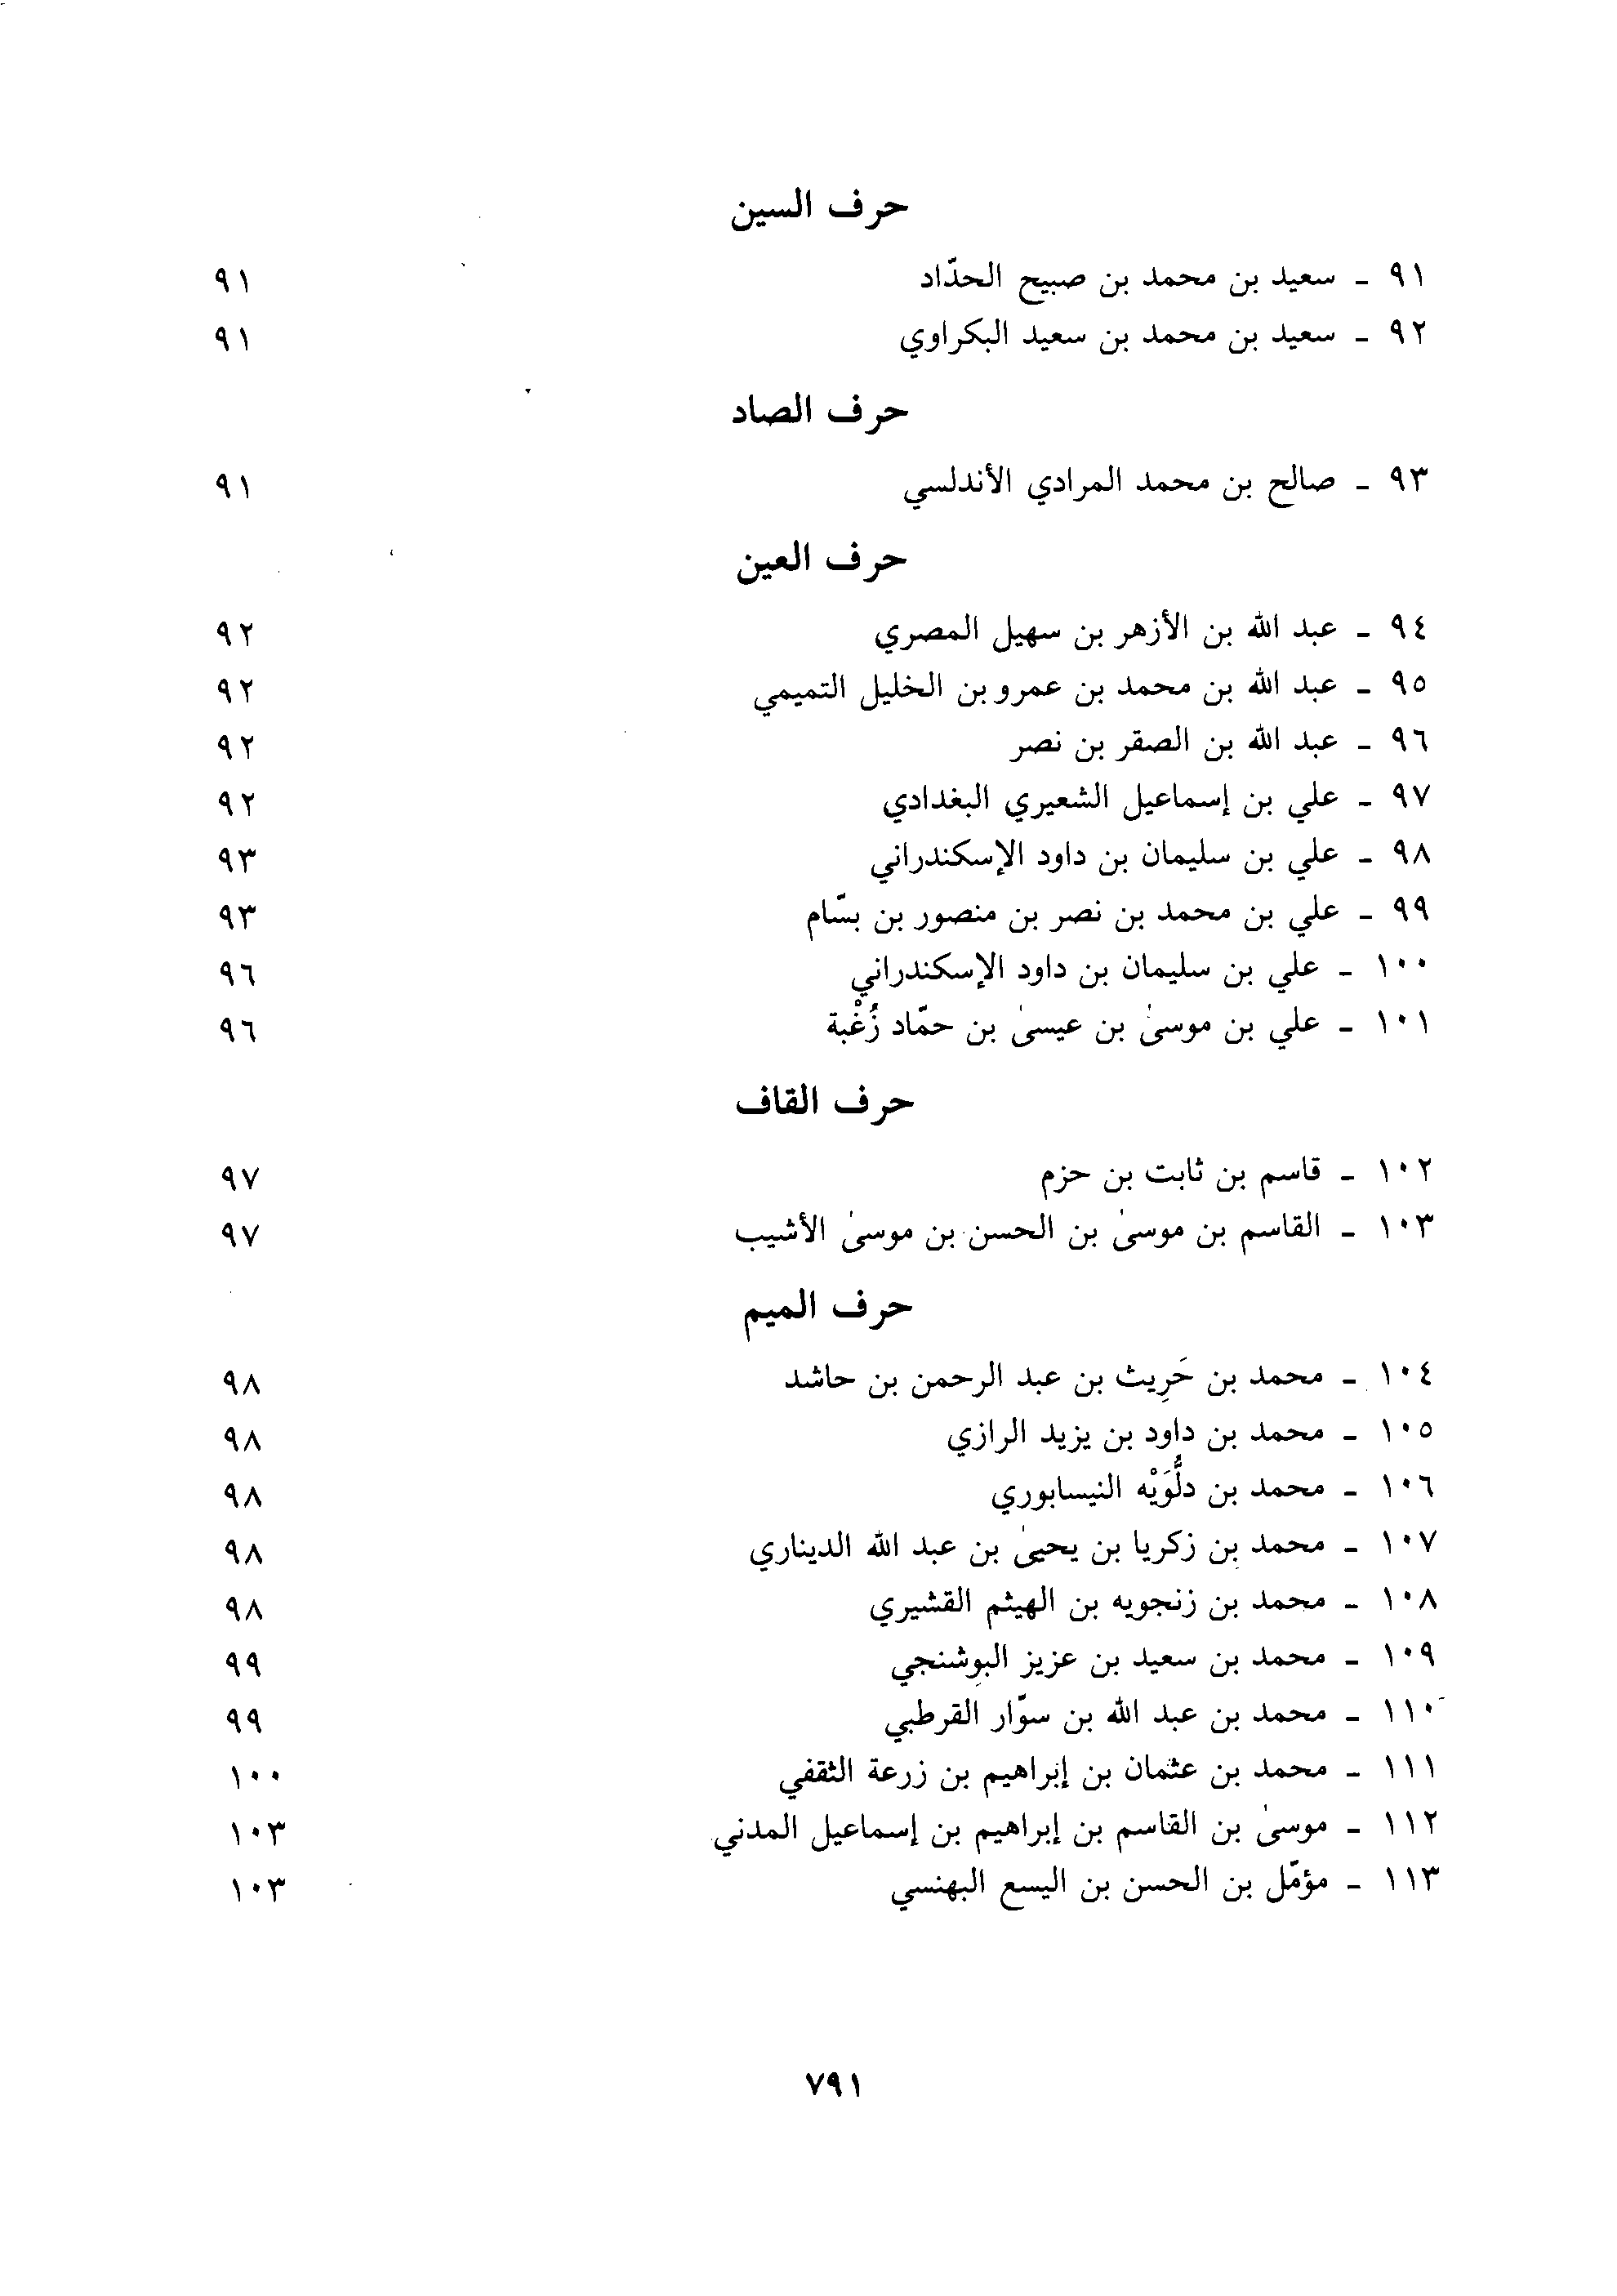 حرف السين
٩١ ـ سعيد بن محمد بن صبيح الحدّاد ٩١
٩٢ ـ سعيد بن محمد بن سعيد البكراوي ٩١
حرف الصاد
٩٣ ـ صالح بن محمد المرادي الأندلسي ٩١
حرف العين
٩٤ ـ عبد الله بن الأزهر بن سهيل المصري ٩٢
٩٥ ـ عبد الله بن محمد بن عمرو بن الخليل التميمي ٩٢
٩٦ ـ عبد الله بن الصقر بن نصر ٩٢
٩٧ ـ علي بن إسماعيل الشعيري البغدادي ٩٢
٩٨ ـ علي بن سليمان بن داود الإسكندراني ٩٣
٩٩ ـ علي بن محمد بن نصر بن منصور بن بسّام ٩٣
١٠٠ ـ علي بن سليمان بن داود الإسكندراني ٩٦
١٠١ ـ علي بن موسىٰ بن عيسىٰ بن حمّاد زُغْبة ٩٦
حرف القاف
١٠٢ ـ قاسم بن ثابت بن حزم ٩٧
١٠٣ ـ القاسم بن موسىٰ بن الحسن بن موسىٰ الأشيب ٩٧
حرف الميم
١٠٤ ـ محمد بن حَرِيث بن عبد الرحمن بن حاشد ٩٨
١٠٥ ـ محمد بن داود بن يزيد الرازي ٩٨
١٠٦ ـ محمد بن دلُّوَيْه النيسابوري ٩٨
١٠٧ ـ محمد بن زكريا بن يحيىٰ بن عبد الله الديناري ٩٨
١٠٨ ـ محمد بن زنجويه بن الهيثم القشيري ٩٨
١٠٩ ـ محمد بن سعيد بن عزيز البوشنجي ٩٩
١١٠ ـ محمد بن عبد الله بن سوّار القرطبي ٩٩
١١١ ـ محمد بن عثمان بن إبراهيم بن زرعة الثقفي ١٠٠
١١٢ ـ موسىٰ بن القاسم بن إبراهيم بن إسماعيل المدني ١٠٣
١١٣ ـ مؤمّل بن الحسن بن اليسع البهنسي ١٠٣
٧٩١